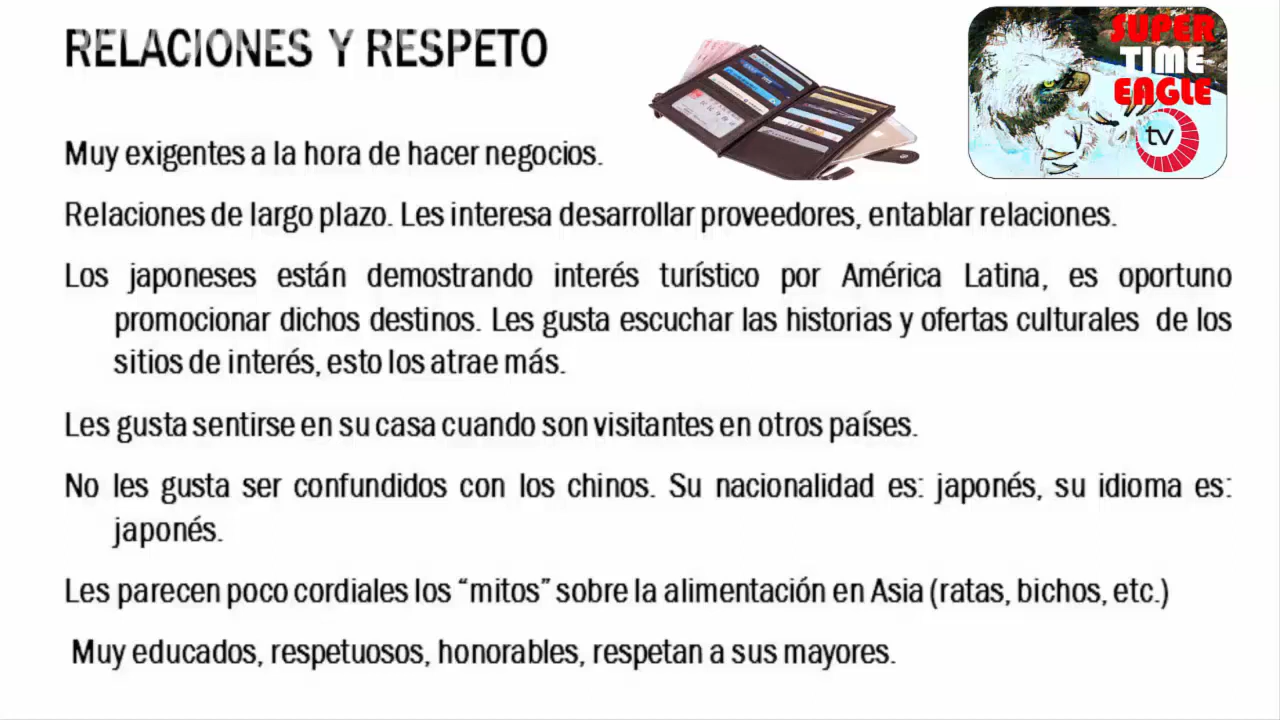 RELACIONES Y RESPETO
SUPER
TIME
EAGLE
tv
Muy exigentes a la hora de hacer negocios.
Relaciones de largo plazo. Les interesa desarrollar proveedores, entablar relaciones.
Los japoneses están demostrando interés turístico por América Latina, es oportuno
promocionar dichos destinos. Les gusta escuchar las historias y ofertas culturales de los
sitios de interés, esto los atrae más.
Les gusta sentirse en su casa cuando son visitantes en otros países.
No les gusta ser confundidos con los chinos. Su nacionalidad es: japonés, su idioma es:
japonés.
Les parecen poco cordiales los “mitos” sobre la alimentación en Asia (ratas, bichos, etc.)
Muy educados, respetuosos, honorables, respetan a sus mayores.